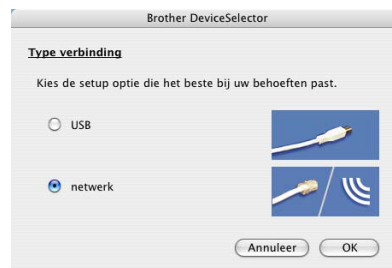 Brother DeviceSelector
Type verbinding
Kies de setup optie die het beste bij uw behoeften past.
USB
netwerk
Annuleer OK